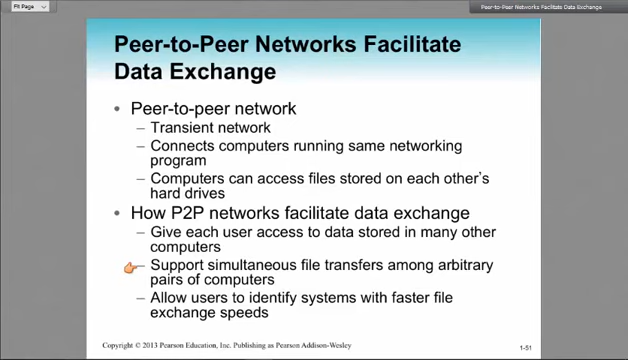 Fit Page
Peer-to-Peer Networks Facilitate Data Exchange
Peer-to-Peer Networks Facilitate
Data Exchange
• Peer-to-peer network
– Transient network
– Connects computers running same networking
program
– Computers can access files stored on each other's
hard drives
• How P2P networks facilitate data exchange
– Give each user access to data stored in many other
computers
– Support simultaneous file transfers among arbitrary
pairs of computers
– Allow users to identify systems with faster file
exchange speeds
Copyright © 2013 Pearson Education, Inc. Publishing as Pearson Addison-Wesley
1-51